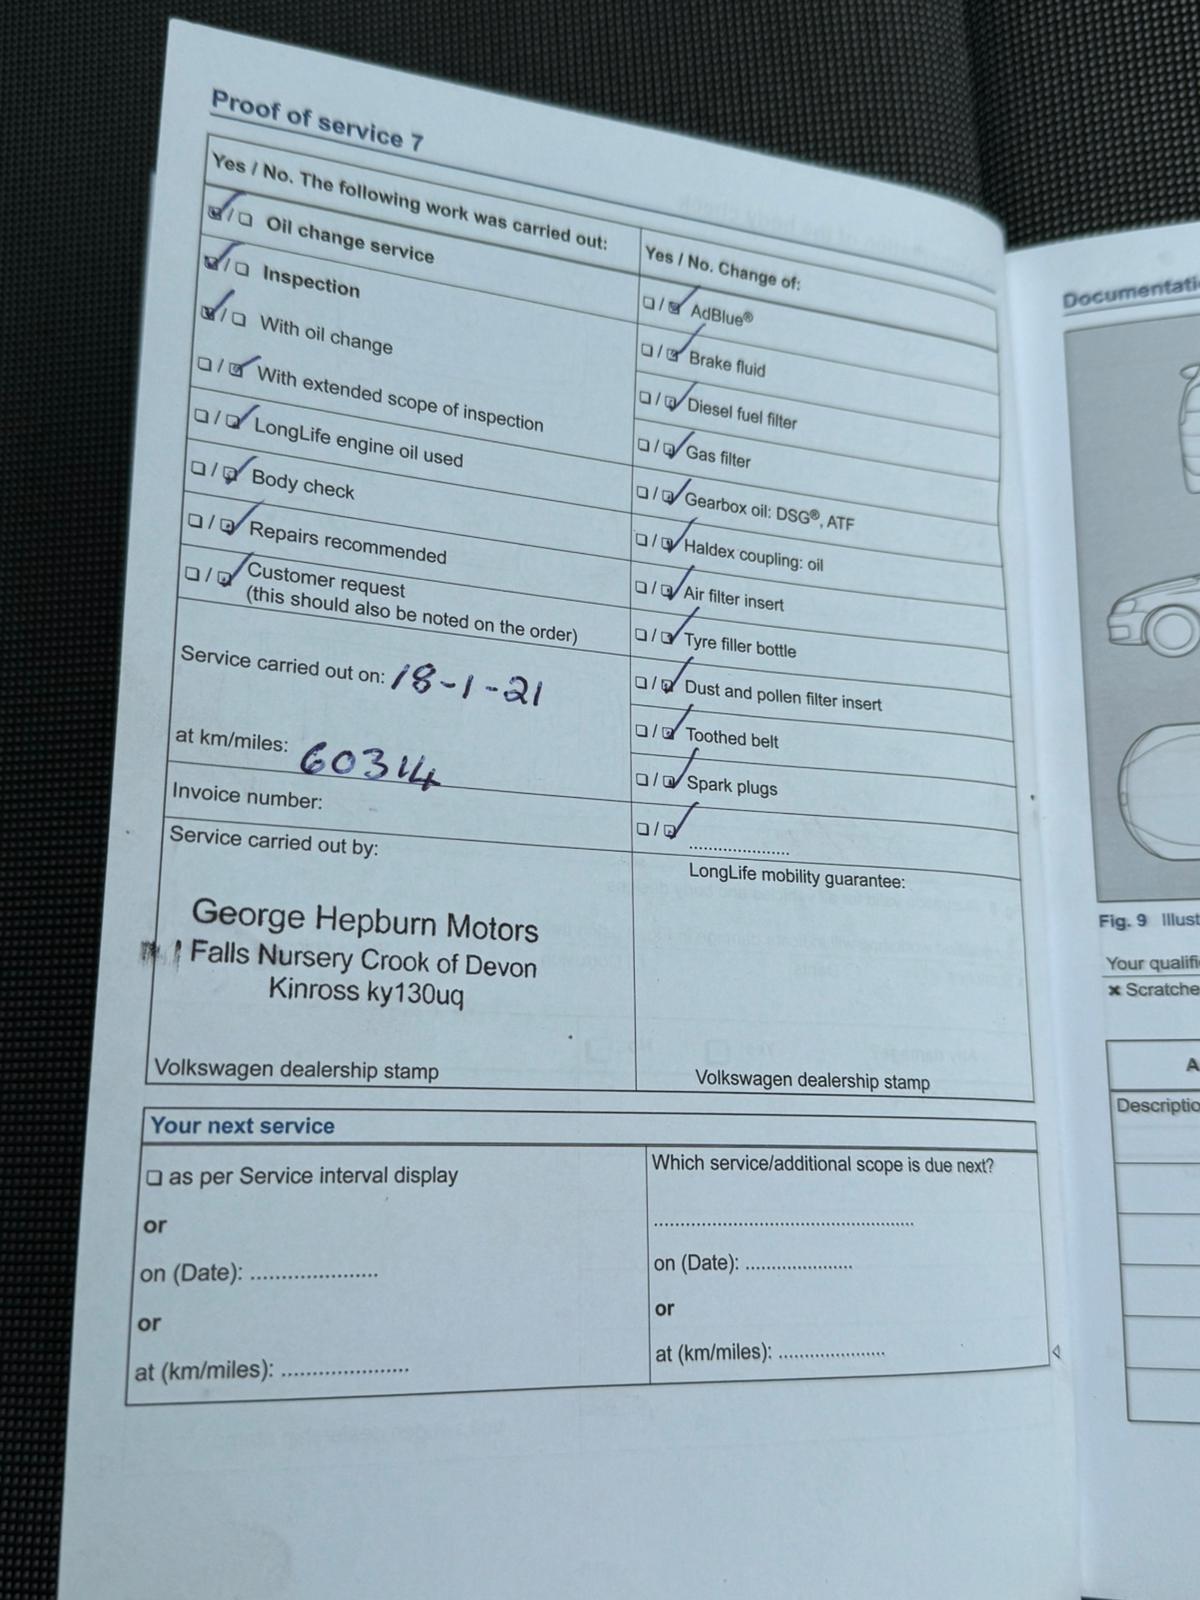 Proof of service 7
Yes / No. The following work was carried out:
☑/☐ Oil change service
☑/☐ Inspection
☑/☐ With oil change
☐/☑ With extended scope of inspection
☐/☑ LongLife engine oil used
☐/☑ Body check
☐/☑ Repairs recommended
☐/☑ Customer request
(this should also be noted on the order)
Service carried out on: 18-1-21
at km/miles: 60314
Invoice number:
Service carried out by:
George Hepburn Motors
Falls Nursery Crook of Devon
Kinross ky130uq
Volkswagen dealership stamp
Yes / No. Change of:
☐/☑ AdBlue®
☐/☑ Brake fluid
☐/☑ Diesel fuel filter
☐/☑ Gas filter
☐/☑ Gearbox oil: DSG®, ATF
☐/☑ Haldex coupling: oil
☐/☑ Air filter insert
☐/☑ Tyre filler bottle
☐/☑ Dust and pollen filter insert
☐/☑ Toothed belt
☐/☑ Spark plugs
☐/☑ .....................
LongLife mobility guarantee:
Volkswagen dealership stamp
Your next service
☐ as per Service interval display
or
on (Date): .....................
or
at (km/miles): .....................
Which service/additional scope is due next?
.....................
on (Date): .....................
or
at (km/miles): .....................
Documentati
Fig. 9 Illust
Your qualifi
× Scratche
A
Descriptio